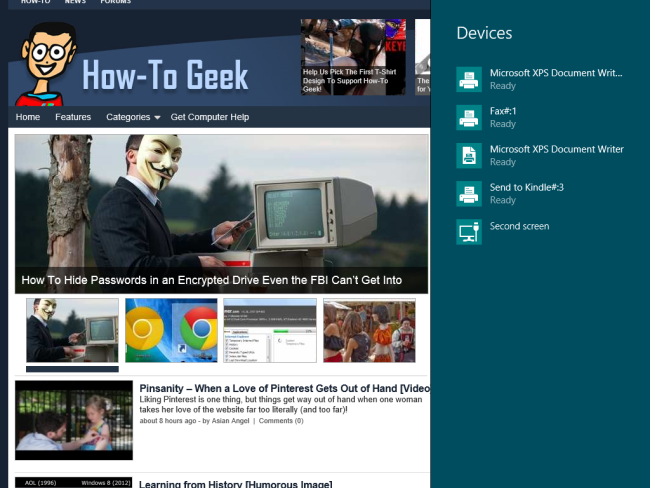 HOW-TO NEWS FORUMS
How-To Geek
Help Us Pick The First T-Shirt
Design To Support How-To
Geek!
The
for Y
Home Features Categories Get Computer Help
How To Hide Passwords in an Encrypted Drive Even the FBI Can't Get Into
Pinsanity – When a Love of Pinterest Gets Out of Hand [Video
Liking Pinterest is one thing, but things get way out of hand when one woman
takes her love of the website far too literally (and too far)!
about 8 hours ago - by Asian Angel | Comments (0)
AOL (1996) Windows 8 (2012)
Learning from History [Humorous Image]
Devices
Microsoft XPS Document Writ...
Ready
Fax#:1
Ready
Microsoft XPS Document Writer
Ready
Send to Kindle#:3
Ready
Second screen